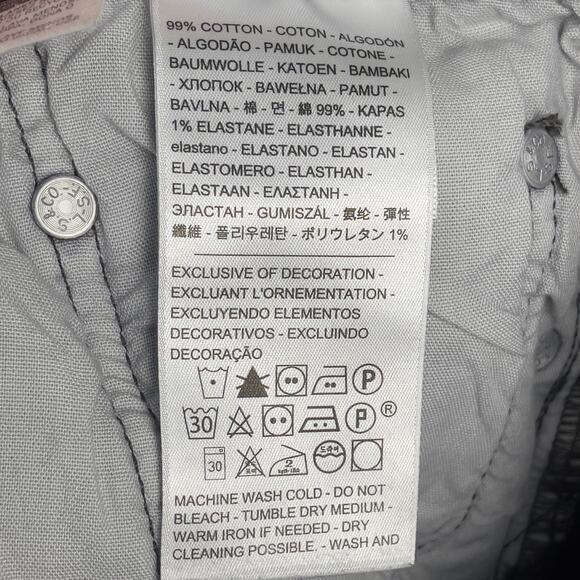 99% COTTON - COTON - ALGODÓN
- ALGODÃO - PAMUK - COTONE -
BAUMWOLLE - KATOEN - BAMBAKI
- ХЛОПОК - BAWEŁNA - PAMUT -
BAVLNA - 棉 - 면 - 綿 99% - KAPAS
1% ELASTANE - ELASTHANNE -
elastano - ELASTANO - ELASTAN -
ELASTOMERO - ELASTHAN -
ELASTAAN - ΕΛΑΣΤΑΝΗ -
ЭЛАСТАН - GUMISZÁL - 氨纶 - 彈性
纖維 - 폴리우레탄 - ポリウレタン 1%
EXCLUSIVE OF DECORATION -
EXCLUANT L'ORNEMENTATION -
EXCLUYENDO ELEMENTOS
DECORATIVOS - EXCLUINDO
DECORAÇÃO
P
30 P ®
30 2 드라이
MACHINE WASH COLD - DO NOT
BLEACH - TUMBLE DRY MEDIUM -
WARM IRON IF NEEDED - DRY
CLEANING POSSIBLE. - WASH AND